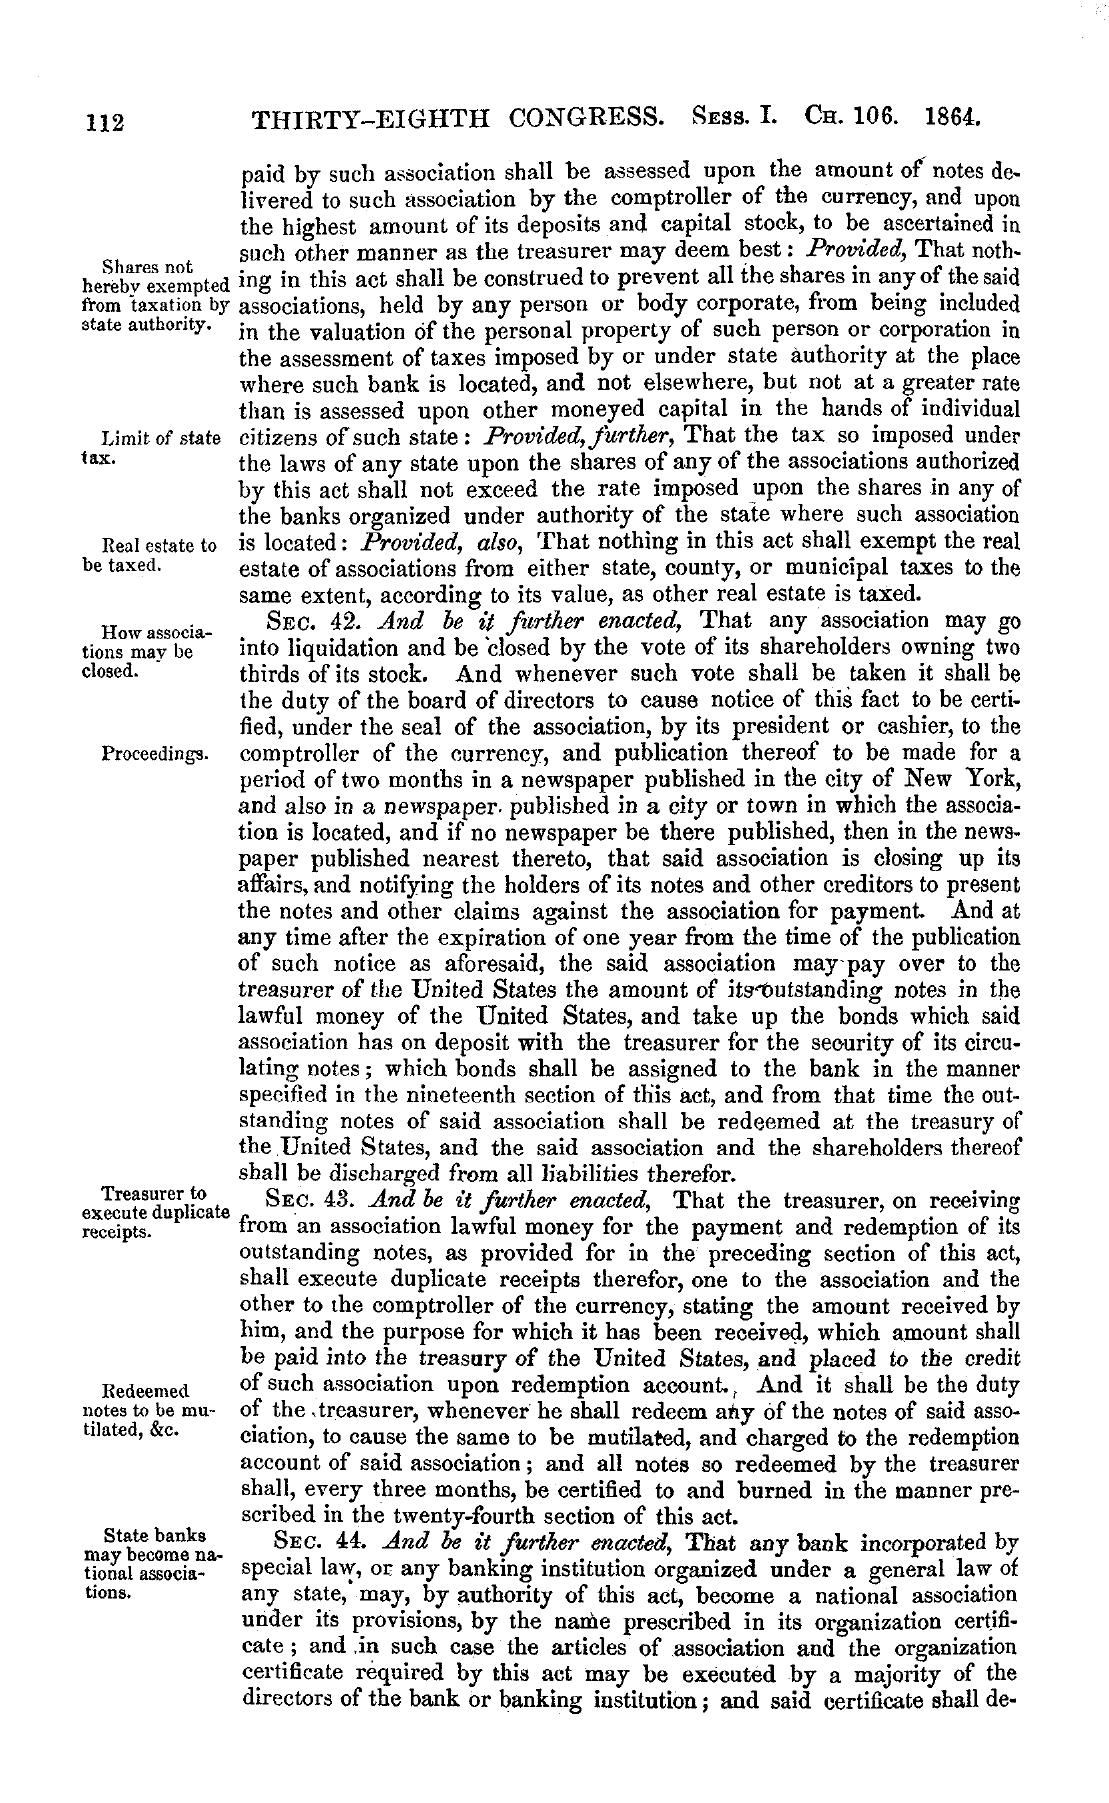 112 THIRTY-EIGHTH CONGRESS. SESS. I. CH. 106. 1864.
paid by such association shall be assessed upon the amount of notes de-
livered to such association by the comptroller of the currency, and upon
the highest amount of its deposits and capital stock, to be ascertained in
such other manner as the treasurer may deem best: Provided, That noth-
Shares not
hereby exempted
from taxation by
state authority.
ing in this act shall be construed to prevent all the shares in any of the said
associations, held by any person or body corporate, from being included
in the valuation of the personal property of such person or corporation in
the assessment of taxes imposed by or under state authority at the place
where such bank is located, and not elsewhere, but not at a greater rate
than is assessed upon other moneyed capital in the hands of individual
Limit of state
tax.
citizens of such state: Provided, further, That the tax so imposed under
the laws of any state upon the shares of any of the associations authorized
by this act shall not exceed the rate imposed upon the shares in any of
the banks organized under authority of the state where such association
Real estate to
be taxed.
is located: Provided, also, That nothing in this act shall exempt the real
estate of associations from either state, county, or municipal taxes to the
same extent, according to its value, as other real estate is taxed.
How associa-
tions may be
closed.
SEC. 42. And be it further enacted, That any association may go
into liquidation and be closed by the vote of its shareholders owning two
thirds of its stock. And whenever such vote shall be taken it shall be
the duty of the board of directors to cause notice of this fact to be certi-
fied, under the seal of the association, by its president or cashier, to the
Proceedings.
comptroller of the currency, and publication thereof to be made for a
period of two months in a newspaper published in the city of New York,
and also in a newspaper published in a city or town in which the associa-
tion is located, and if no newspaper be there published, then in the news-
paper published nearest thereto, that said association is closing up its
affairs, and notifying the holders of its notes and other creditors to present
the notes and other claims against the association for payment. And at
any time after the expiration of one year from the time of the publication
of such notice as aforesaid, the said association may pay over to the
treasurer of the United States the amount of its outstanding notes in the
lawful money of the United States, and take up the bonds which said
association has on deposit with the treasurer for the security of its circu-
lating notes; which bonds shall be assigned to the bank in the manner
specified in the nineteenth section of this act, and from that time the out-
standing notes of said association shall be redeemed at the treasury of
the United States, and the said association and the shareholders thereof
shall be discharged from all liabilities therefor.
Treasurer to
execute duplicate
receipts.
SEC. 43. And be it further enacted, That the treasurer, on receiving
from an association lawful money for the payment and redemption of its
outstanding notes, as provided for in the preceding section of this act,
shall execute duplicate receipts therefor, one to the association and the
other to the comptroller of the currency, stating the amount received by
him, and the purpose for which it has been received, which amount shall
be paid into the treasury of the United States, and placed to the credit
Redeemed
notes to be mu-
tilated, &c.
of such association upon redemption account. And it shall be the duty
of the treasurer, whenever he shall redeem any of the notes of said asso-
ciation, to cause the same to be mutilated, and charged to the redemption
account of said association; and all notes so redeemed by the treasurer
shall, every three months, be certified to and burned in the manner pre-
scribed in the twenty-fourth section of this act.
State banks
may become na-
tional associa-
tions.
SEC. 44. And be it further enacted, That any bank incorporated by
special law, or any banking institution organized under a general law of
any state, may, by authority of this act, become a national association
under its provisions, by the name prescribed in its organization certifi-
cate; and in such case the articles of association and the organization
certificate required by this act may be executed by a majority of the
directors of the bank or banking institution; and said certificate shall de-